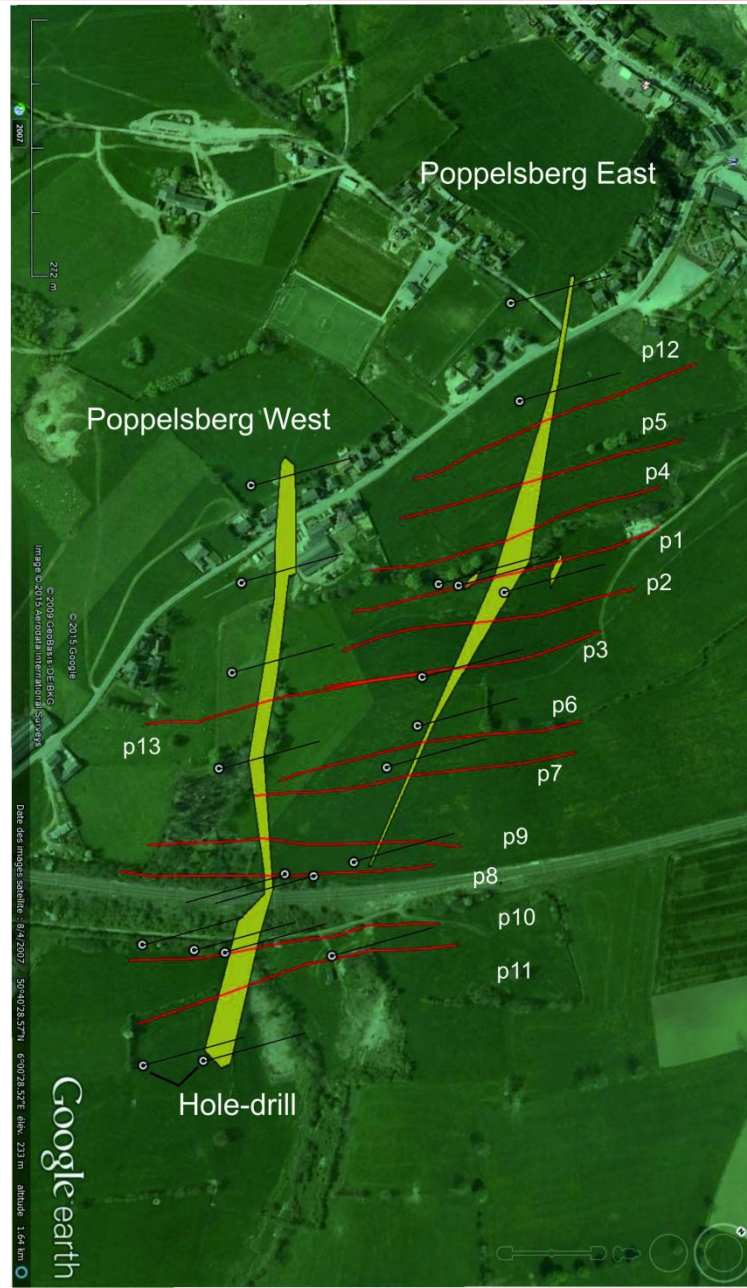 Poppelsberg East
p12
p5
p4
p1
p2
p3
p6
p7
p9
p8
p10
p11
Poppelsberg West
p13
Hole-drill
272 m
2007
© 2015 Google
© 2009 GeoBasis-DE/BKG
Image © 2015 Aerodata International Surveys
Date des images satellite : 8/4/2007 50°40'28.57"N 6°00'28.52"E élév. 233 m altitude 1.64 km
Google earth